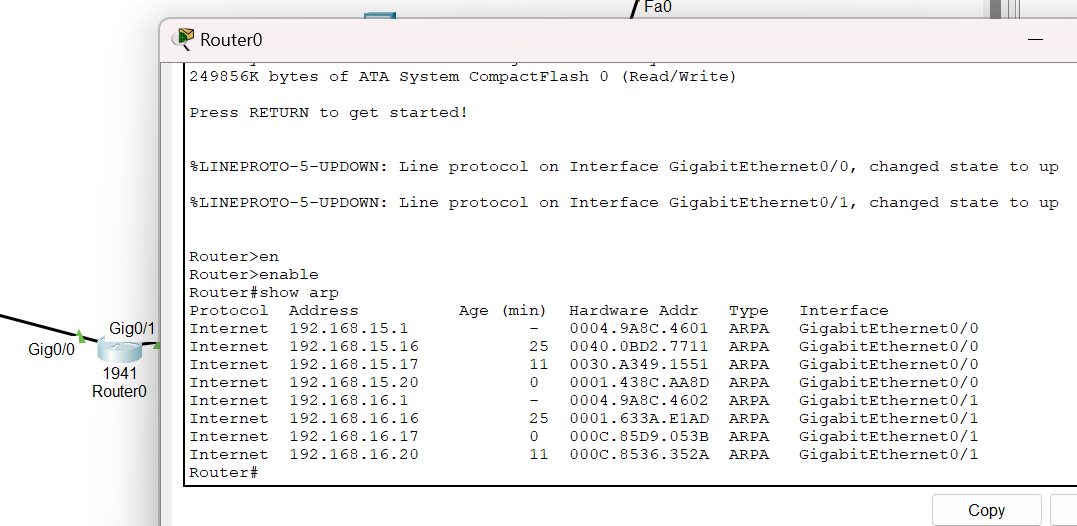 Fa0
Router0
249856K bytes of ATA System CompactFlash 0 (Read/Write)
Press RETURN to get started!
%LINEPROTO-5-UPDOWN: Line protocol on Interface GigabitEthernet0/0, changed state to up
%LINEPROTO-5-UPDOWN: Line protocol on Interface GigabitEthernet0/1, changed state to up
Router>en
Router>enable
Router#show arp
Protocol  Address          Age (min)  Hardware Addr   Type   Interface
Internet  192.168.15.1            -   0004.9A8C.4601  ARPA   GigabitEthernet0/0
Internet  192.168.15.16           25  0040.0BD2.7711  ARPA   GigabitEthernet0/0
Internet  192.168.15.17           11  0030.A349.1551  ARPA   GigabitEthernet0/0
Internet  192.168.15.20           0   0001.438C.AA8D  ARPA   GigabitEthernet0/0
Internet  192.168.16.1            -   0004.9A8C.4602  ARPA   GigabitEthernet0/1
Internet  192.168.16.16           25  0001.633A.E1AD  ARPA   GigabitEthernet0/1
Internet  192.168.16.17           0   000C.85D9.053B  ARPA   GigabitEthernet0/1
Internet  192.168.16.20           11  000C.8536.352A  ARPA   GigabitEthernet0/1
Router#
Gig0/1
Gig0/0
1941
Router0
Copy